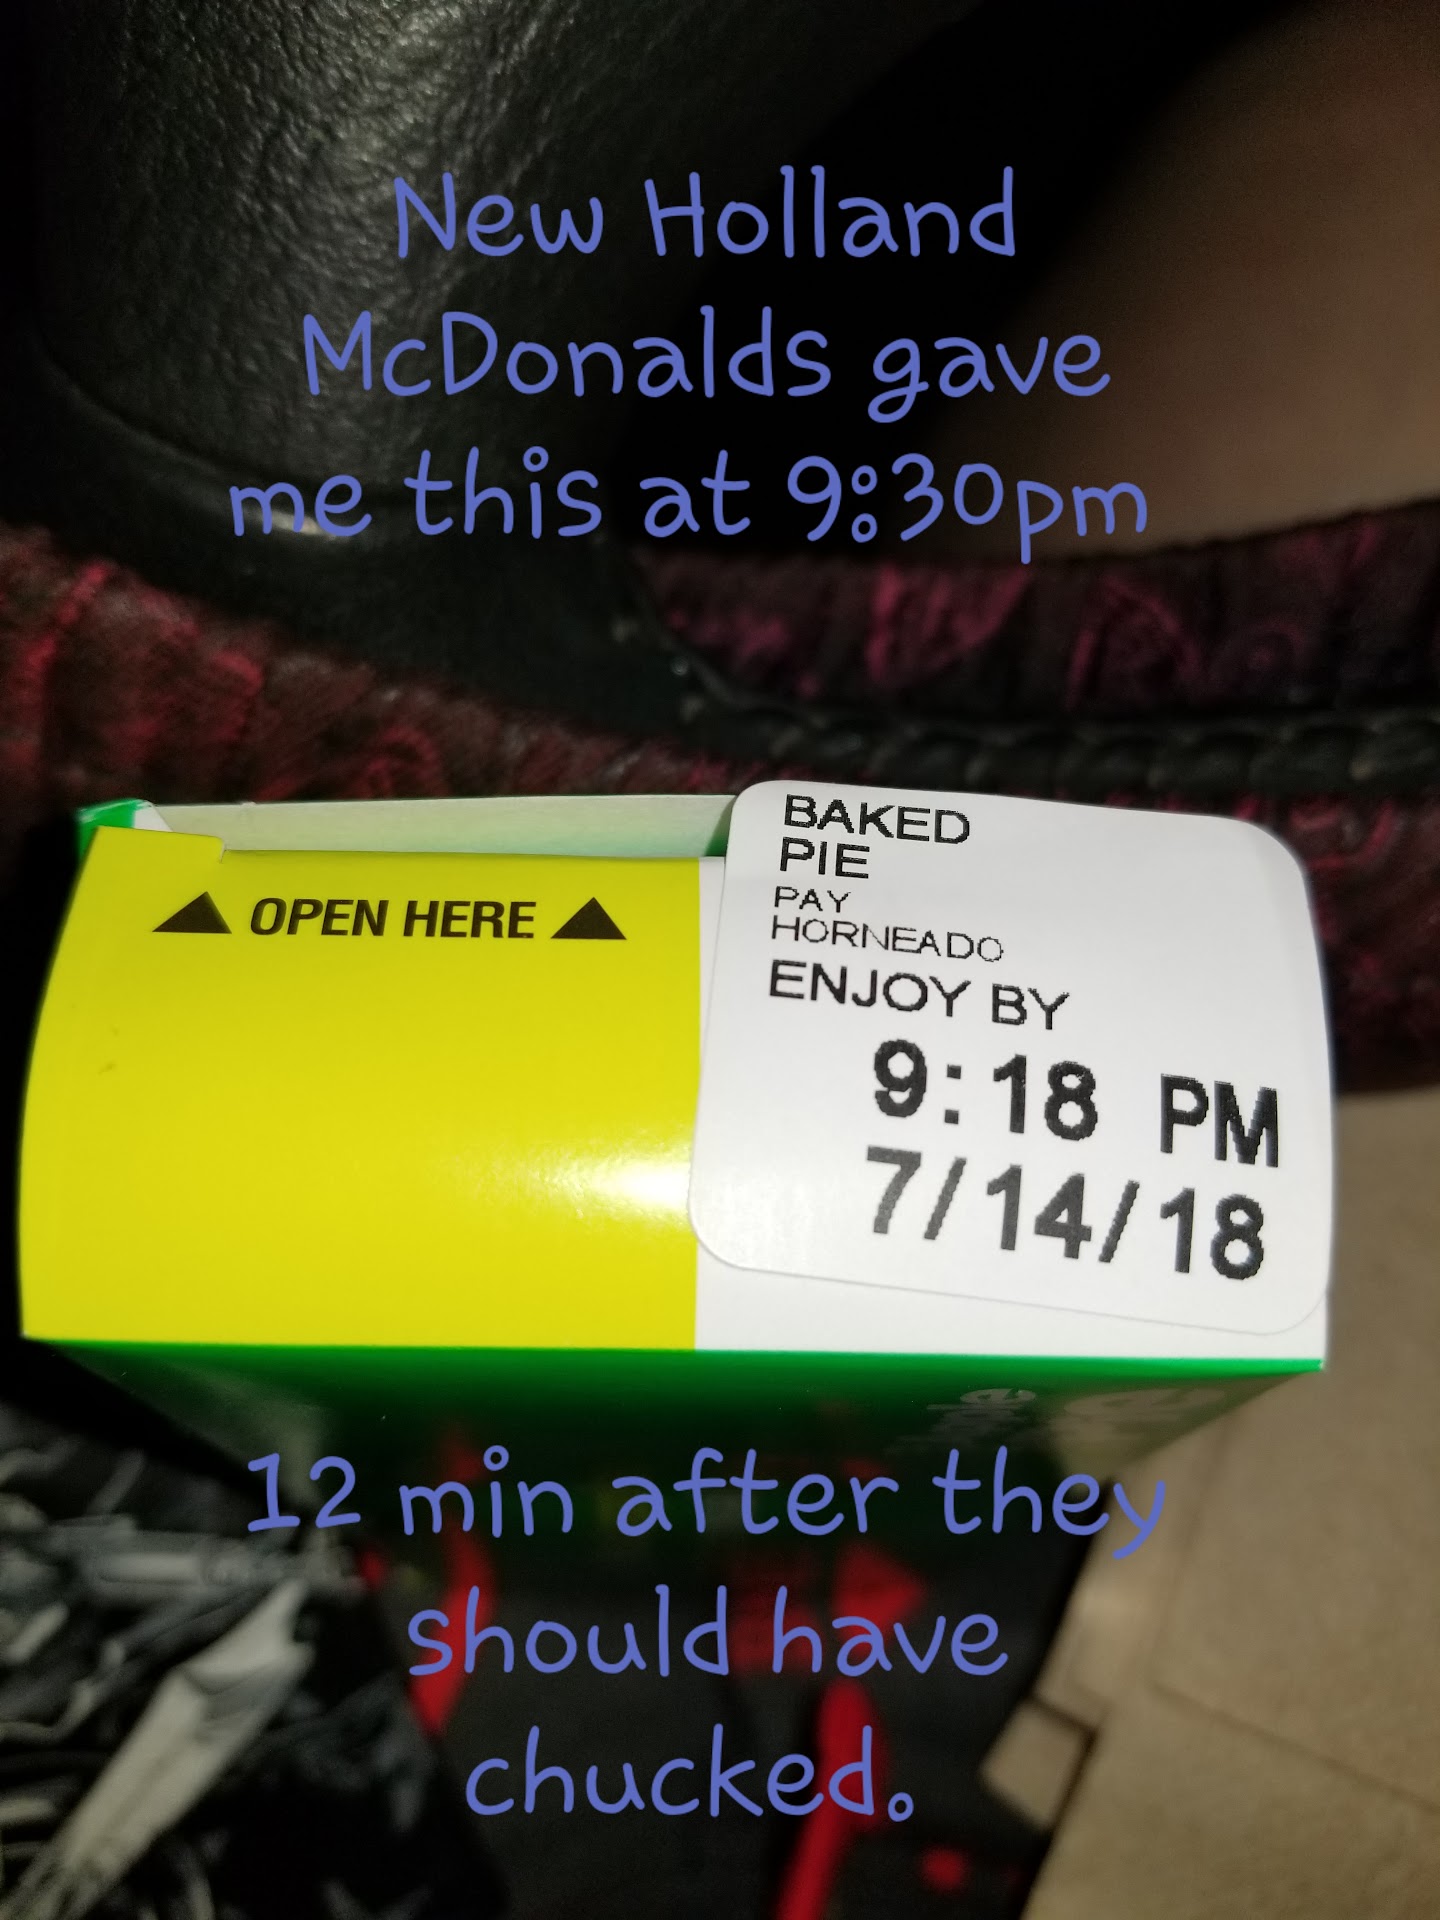 New Holland
McDonalds gave
me this at 9:30pm
▲ OPEN HERE ▲
BAKED
PIE
PAY
HORNEADO
ENJOY BY
9:18 PM
7/14/18
12 min after they
should have
chucked.